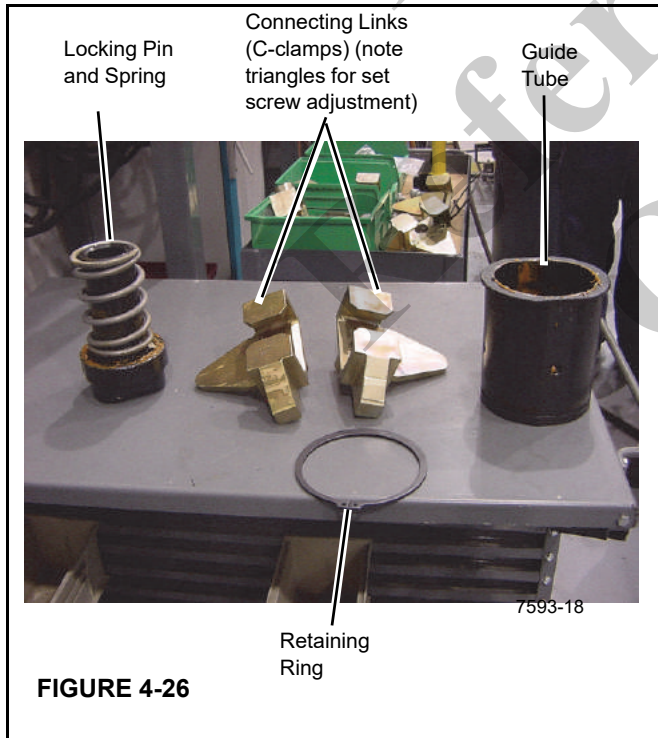 Locking Pin
and Spring
Connecting Links
(C-clamps) (note
triangles for set
screw adjustment)
Guide
Tube
7593-18
Retaining
Ring
FIGURE 4-26